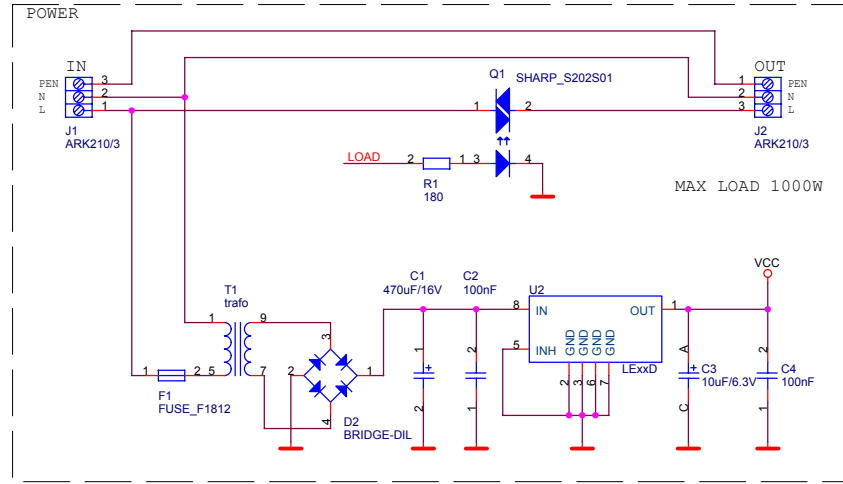 POWER
IN
PEN 3
N 2
L 1
J1
ARK210/3
Q1 SHARP_S202S01
1 2
OUT
1 PEN
2 N
3 L
J2
ARK210/3
LOAD 2 1 3 4
R1
180
MAX LOAD 1000W
T1
trafo
1 9
5 7
1 2
F1
FUSE_F1812
3
2 1
4
D2
BRIDGE-DIL
C1
470uF/16V
1
+
2
C2
100nF
2
1
U2
8 IN OUT 1
5 INH
GND GND GND GND
LExxD
2 3 6 7
VCC
A
+ C3
10uF/6.3V
C
2
C4
100nF
1